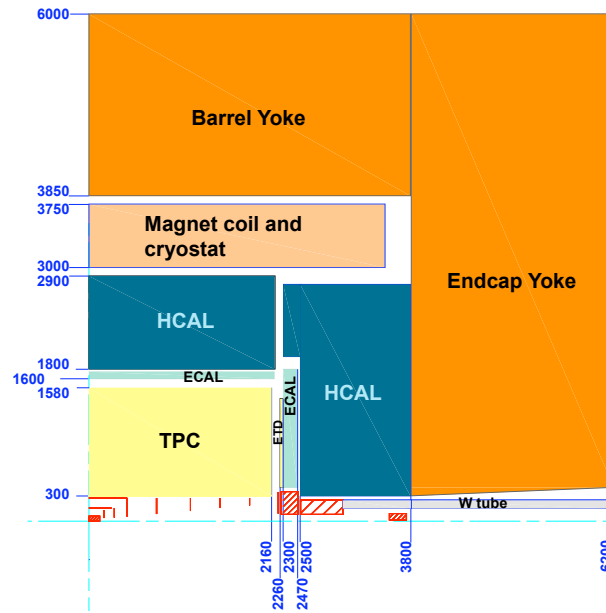 6000
Barrel Yoke
3850
3750
Magnet coil and
cryostat
3000
2900
Endcap Yoke
HCAL
1800
ECAL
1600
1580
ECAL
HCAL
TPC
ETD
300
W tube
2160
2260
2300
2470
2500
3800
6200